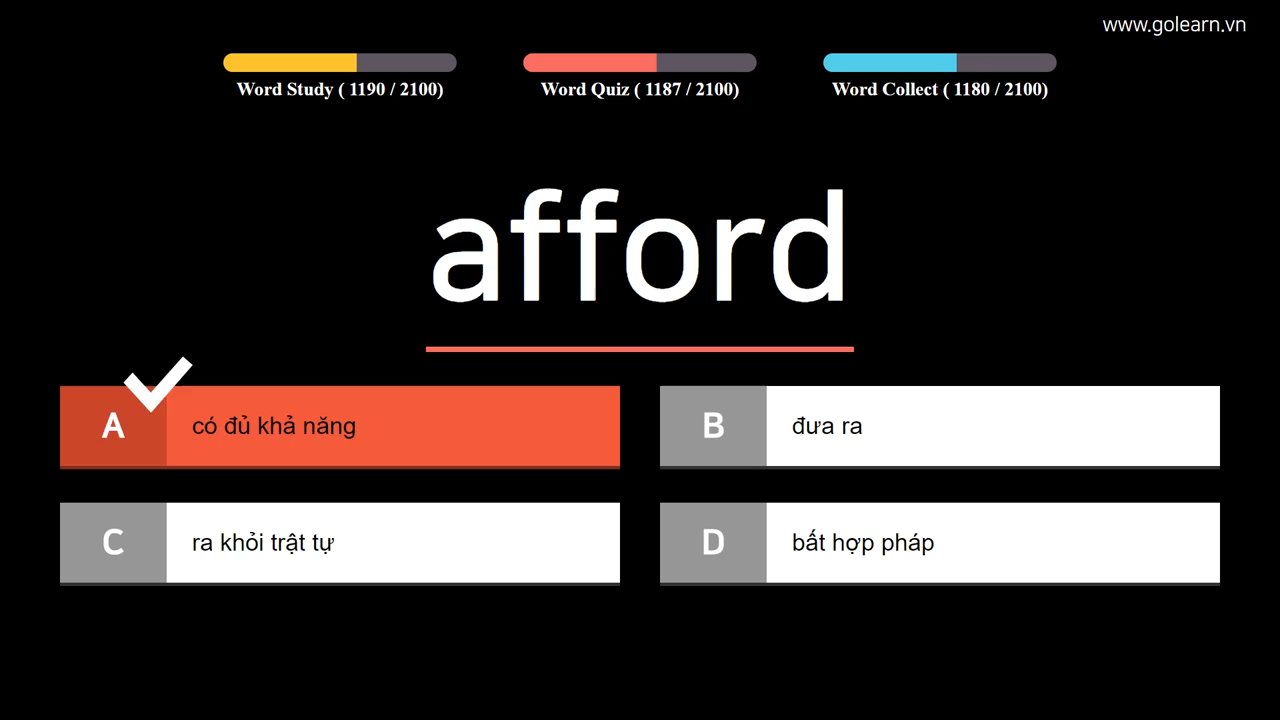 www.golearn.vn
Word Study ( 1190 / 2100)
Word Quiz ( 1187 / 2100)
Word Collect ( 1180 / 2100)
afford
A có đủ khả năng
B đưa ra
C ra khỏi trật tự
D bất hợp pháp